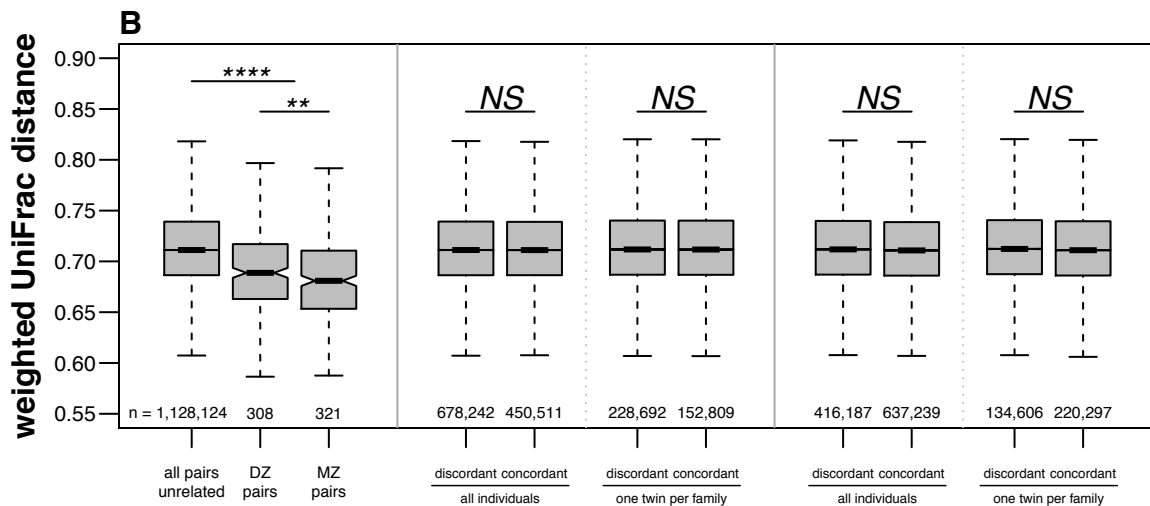 B
weighted UniFrac distance
0.90
0.85
0.80
0.75
0.70
0.65
0.60
0.55
****
**
NS
NS
NS
NS
n = 1,128,124 308 321 678,242 450,511 228,692 152,809 416,187 637,239 134,606 220,297
all pairs unrelated
DZ pairs
MZ pairs
discordant concordant
all individuals
discordant concordant
one twin per family
discordant concordant
all individuals
discordant concordant
one twin per family